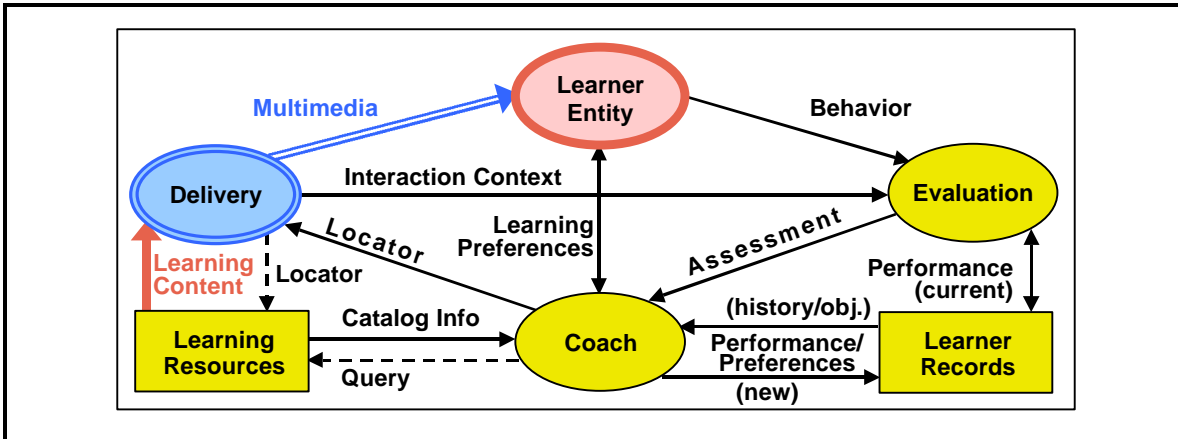 Learner
Entity
Multimedia
Behavior
Delivery
Interaction Context
Evaluation
Learning
Preferences
Locator
Assessment
Learning
Content
Locator
Performance
(current)
Learning
Resources
Catalog Info
Query
Coach
(history/obj.)
Performance/
Preferences
(new)
Learner
Records